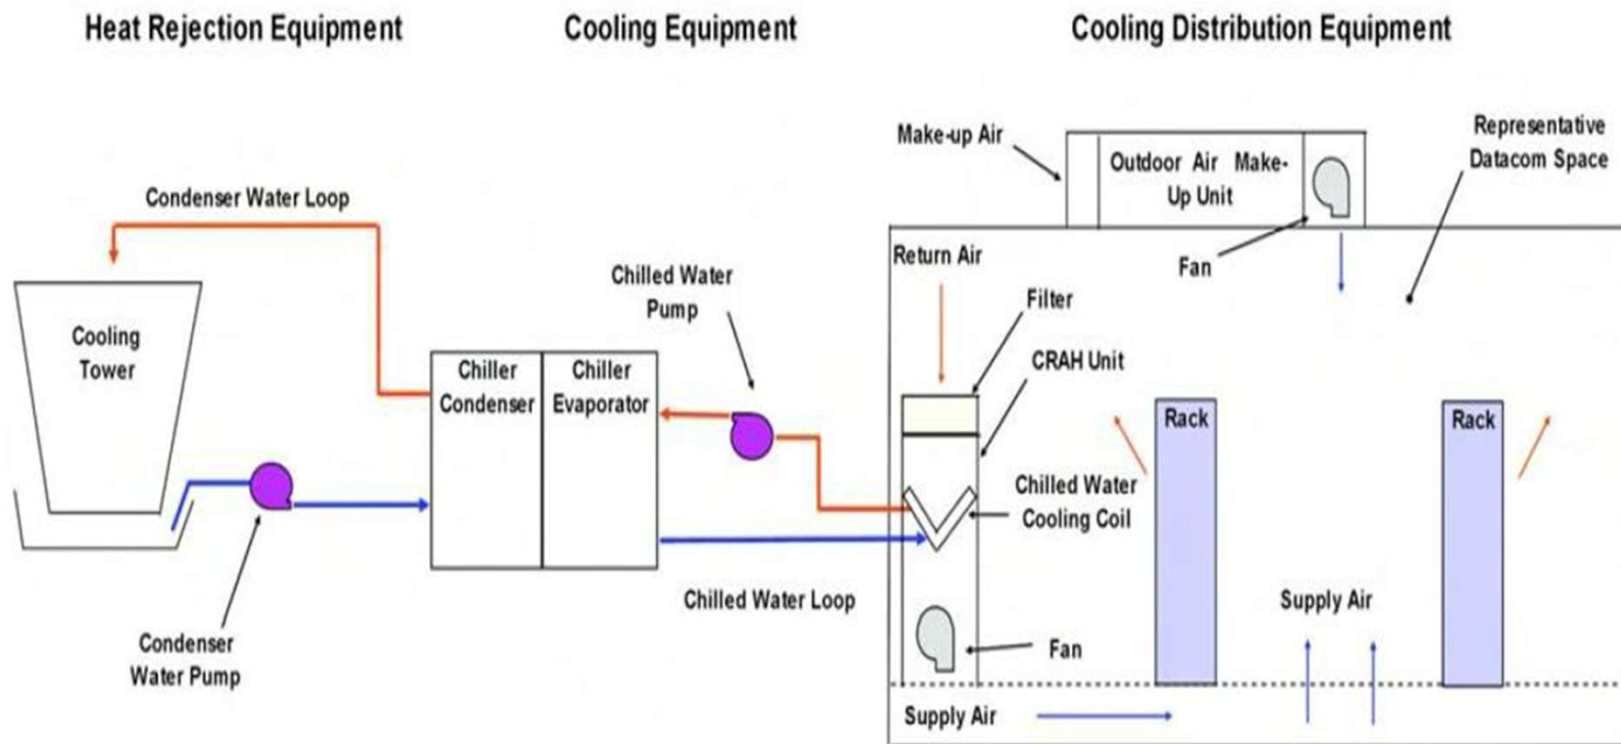 Heat Rejection Equipment
Cooling Equipment
Cooling Distribution Equipment
Make-up Air
Outdoor Air Make-
Up Unit
Representative
Datacom Space
Condenser Water Loop
Return Air
Fan
Chilled Water
Pump
Filter
Cooling
Tower
CRAH Unit
Chiller
Condenser
Chiller
Evaporator
Rack
Rack
Chilled Water
Cooling Coil
Chilled Water Loop
Supply Air
Condenser
Water Pump
Fan
Supply Air